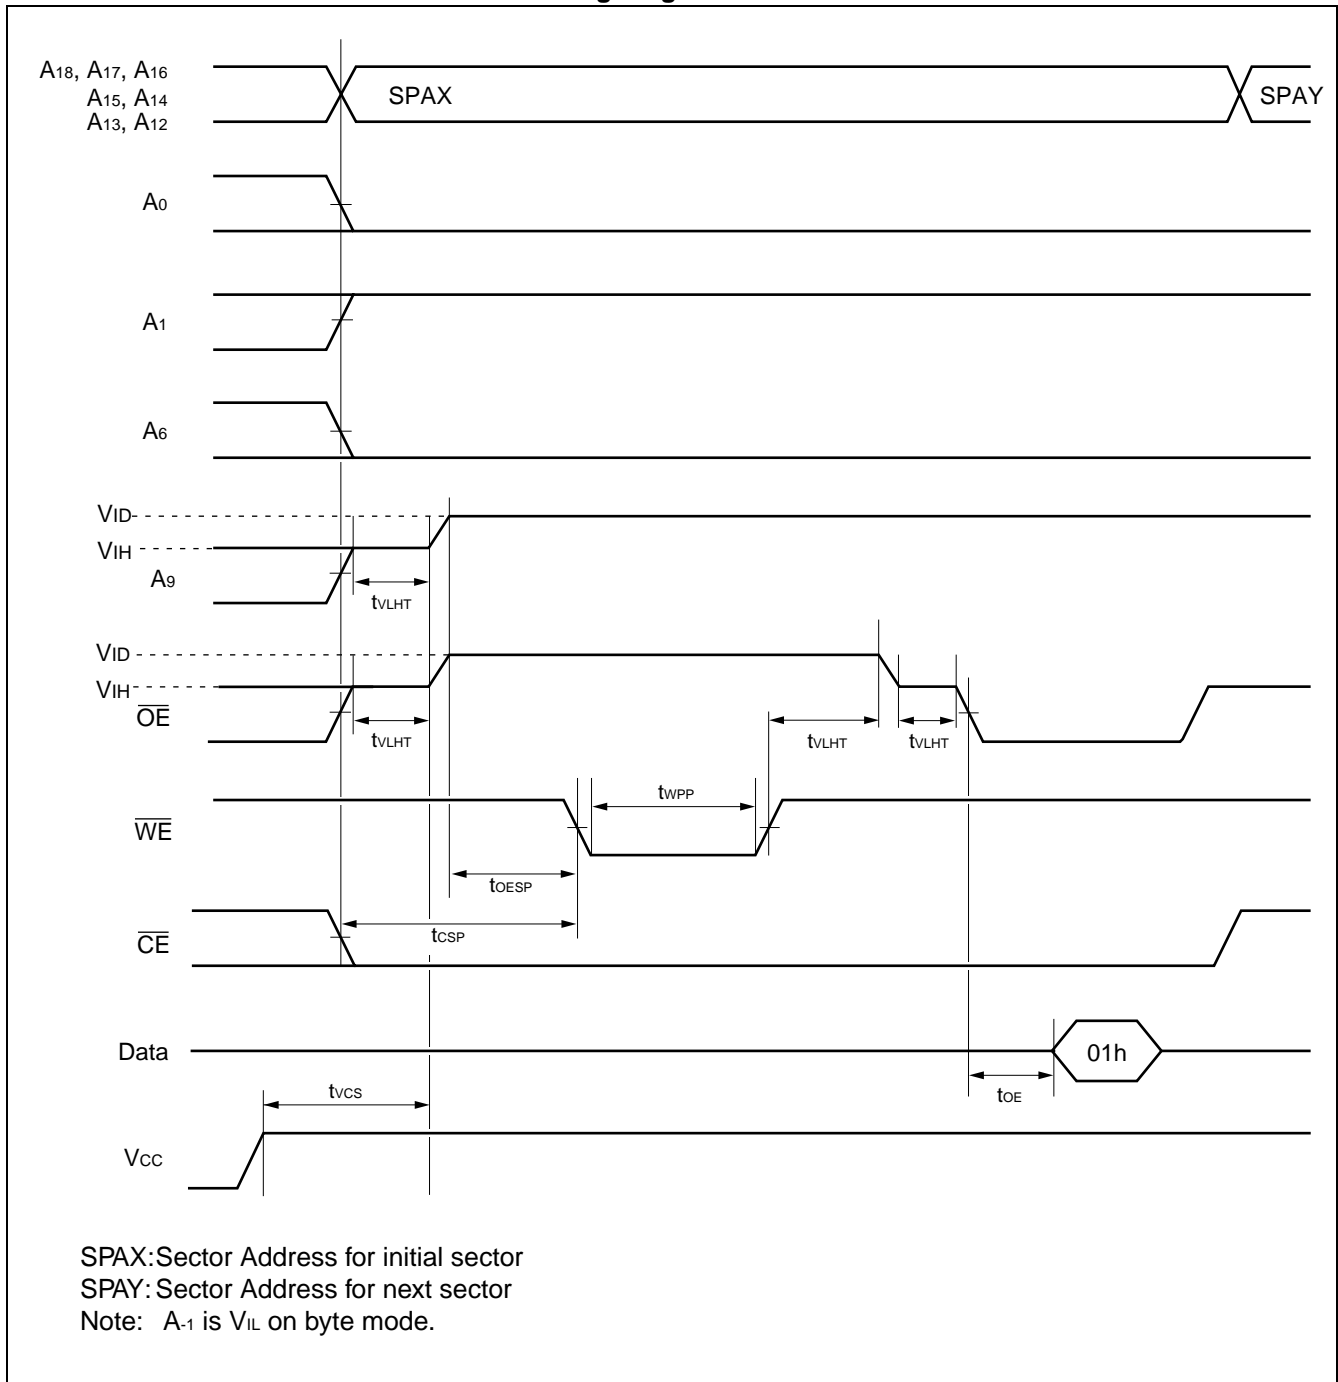 A18, A17, A16
A15, A14
A13, A12
SPAX
SPAY
A0
A1
A6
VID
VIH
A9
tVLHT
VID
VIH
OE
tVLHT
tVLHT
tVLHT
tWPP
WE
tOESP
tCSP
CE
Data
01h
tOE
tVCS
VCC
SPAX: Sector Address for initial sector
SPAY: Sector Address for next sector
Note: A-1 is VIL on byte mode.